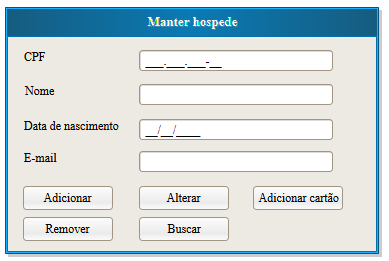 Manter hospede
CPF ___.___.___-__
Nome
Data de nascimento __/__/____
E-mail
Adicionar Alterar Adicionar cartão
Remover Buscar